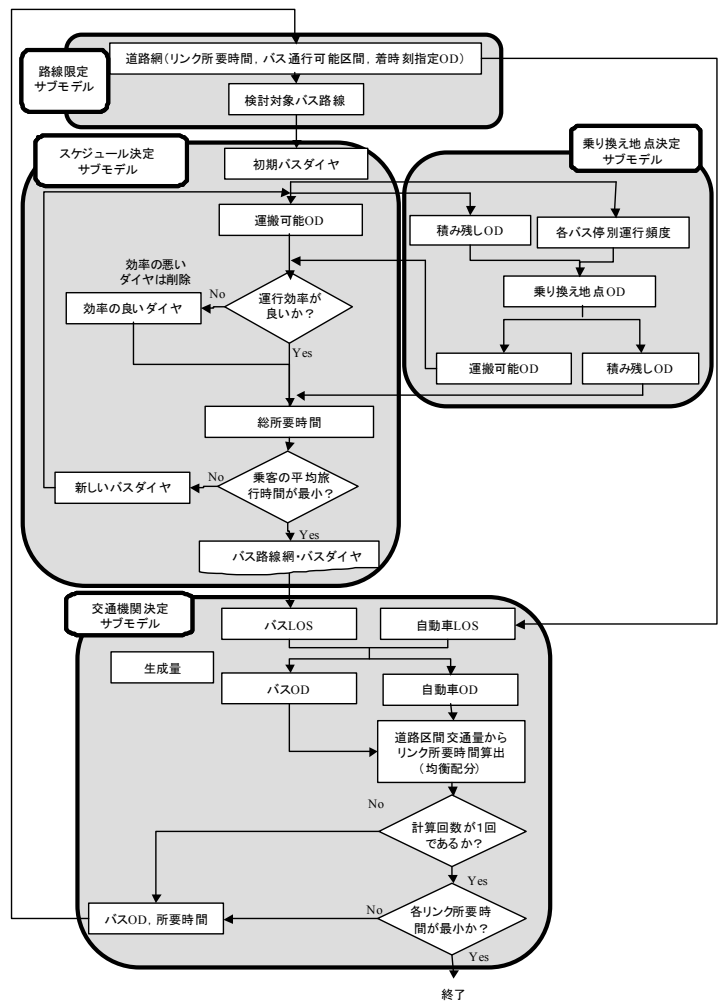 道路網（リンク所要時間，バス通行可能区間，着時刻指定OD）
路線限定
サブモデル
検討対象バス路線
スケジュール決定
サブモデル
初期バスダイヤ
乗り換え地点決定
サブモデル
運搬可能OD
積み残しOD
各バス停別運行頻度
効率の悪い
ダイヤは削除
運行効率が
良いか？
No
効率の良いダイヤ
Yes
乗り換え地点OD
運搬可能OD
積み残しOD
総所要時間
乗客の平均旅
行時間が最小？
No
新しいバスダイヤ
Yes
バス路線網・バスダイヤ
交通機関決定
サブモデル
バスLOS
自動車LOS
生成量
バスOD
自動車OD
道路区間交通量から
リンク所要時間算出
（均衡配分）
No
計算回数が１回
であるか？
Yes
バスOD，所要時間
No
各リンク所要時
間が最小か？
Yes
終了